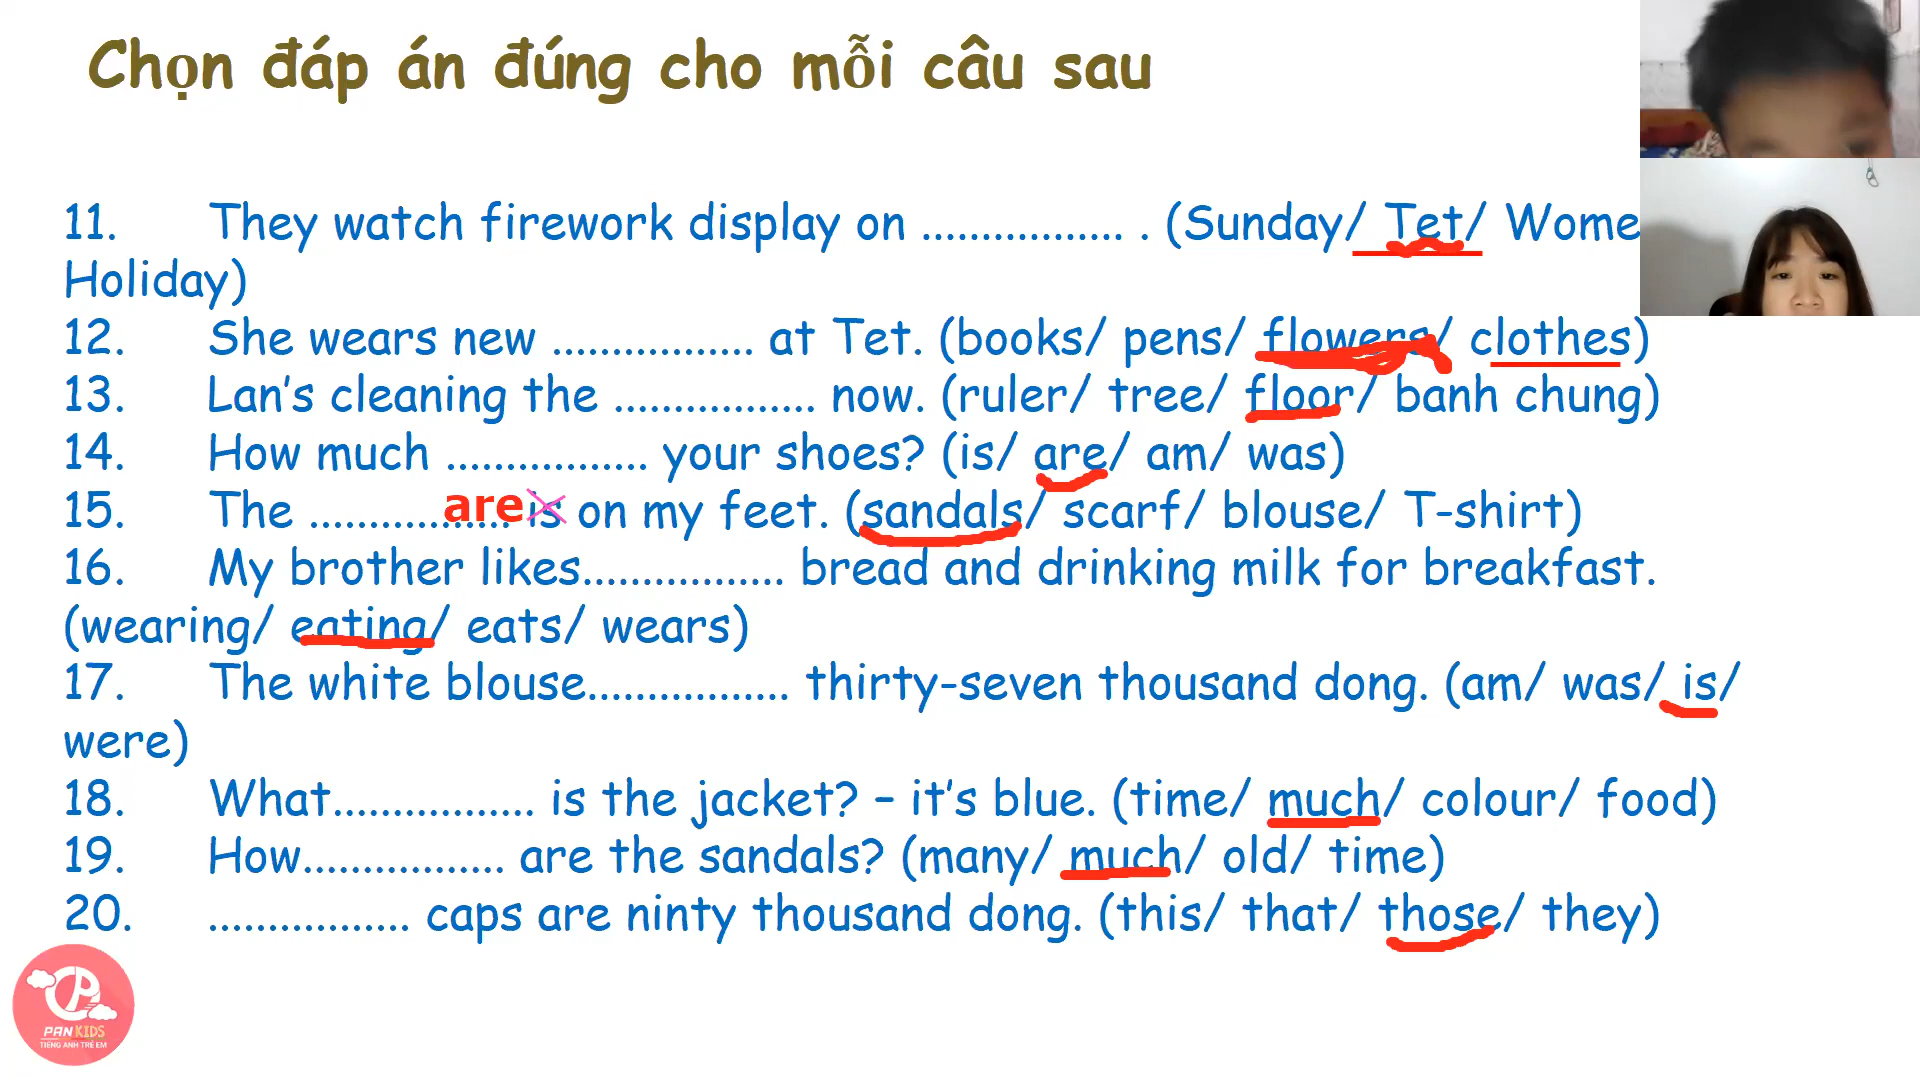 Chọn đáp án đúng cho mỗi câu sau
11. They watch firework display on ................. . (Sunday/ Tet/ Wome
Holiday)
12. She wears new ................. at Tet. (books/ pens/ flowers/ clothes)
13. Lan's cleaning the ................. now. (ruler/ tree/ floor/ banh chung)
14. How much ................. your shoes? (is/ are/ am/ was)
15. The ................. are is on my feet. (sandals/ scarf/ blouse/ T-shirt)
16. My brother likes................. bread and drinking milk for breakfast.
(wearing/ eating/ eats/ wears)
17. The white blouse................. thirty-seven thousand dong. (am/ was/ is/
were)
18. What................. is the jacket? – it's blue. (time/ much/ colour/ food)
19. How................. are the sandals? (many/ much/ old/ time)
20. ................. caps are ninty thousand dong. (this/ that/ those/ they)
PAN KIDS
TIẾNG ANH TRẺ EM